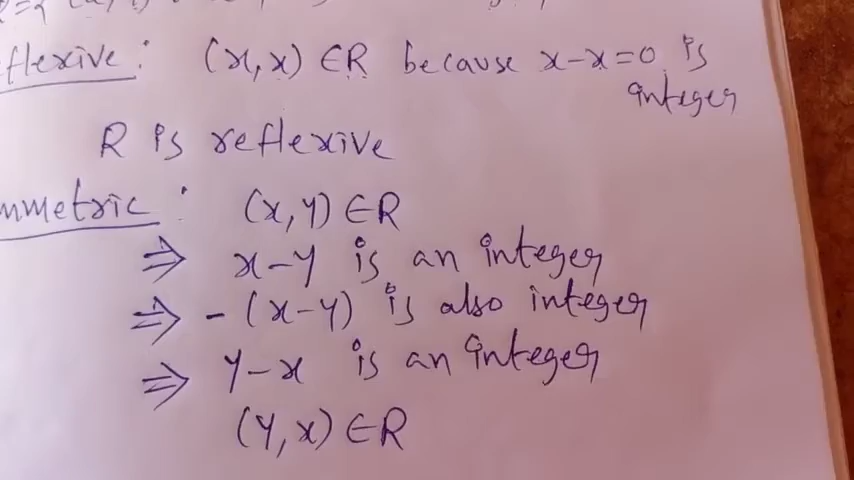 flexive : (x, x) ∈ R because x-x=0 is
integer
R is reflexive
mmetric : (x, y) ∈ R
⇒ x-y is an integer
⇒ -(x-y) is also integer
⇒ y-x is an integer
(y, x) ∈ R